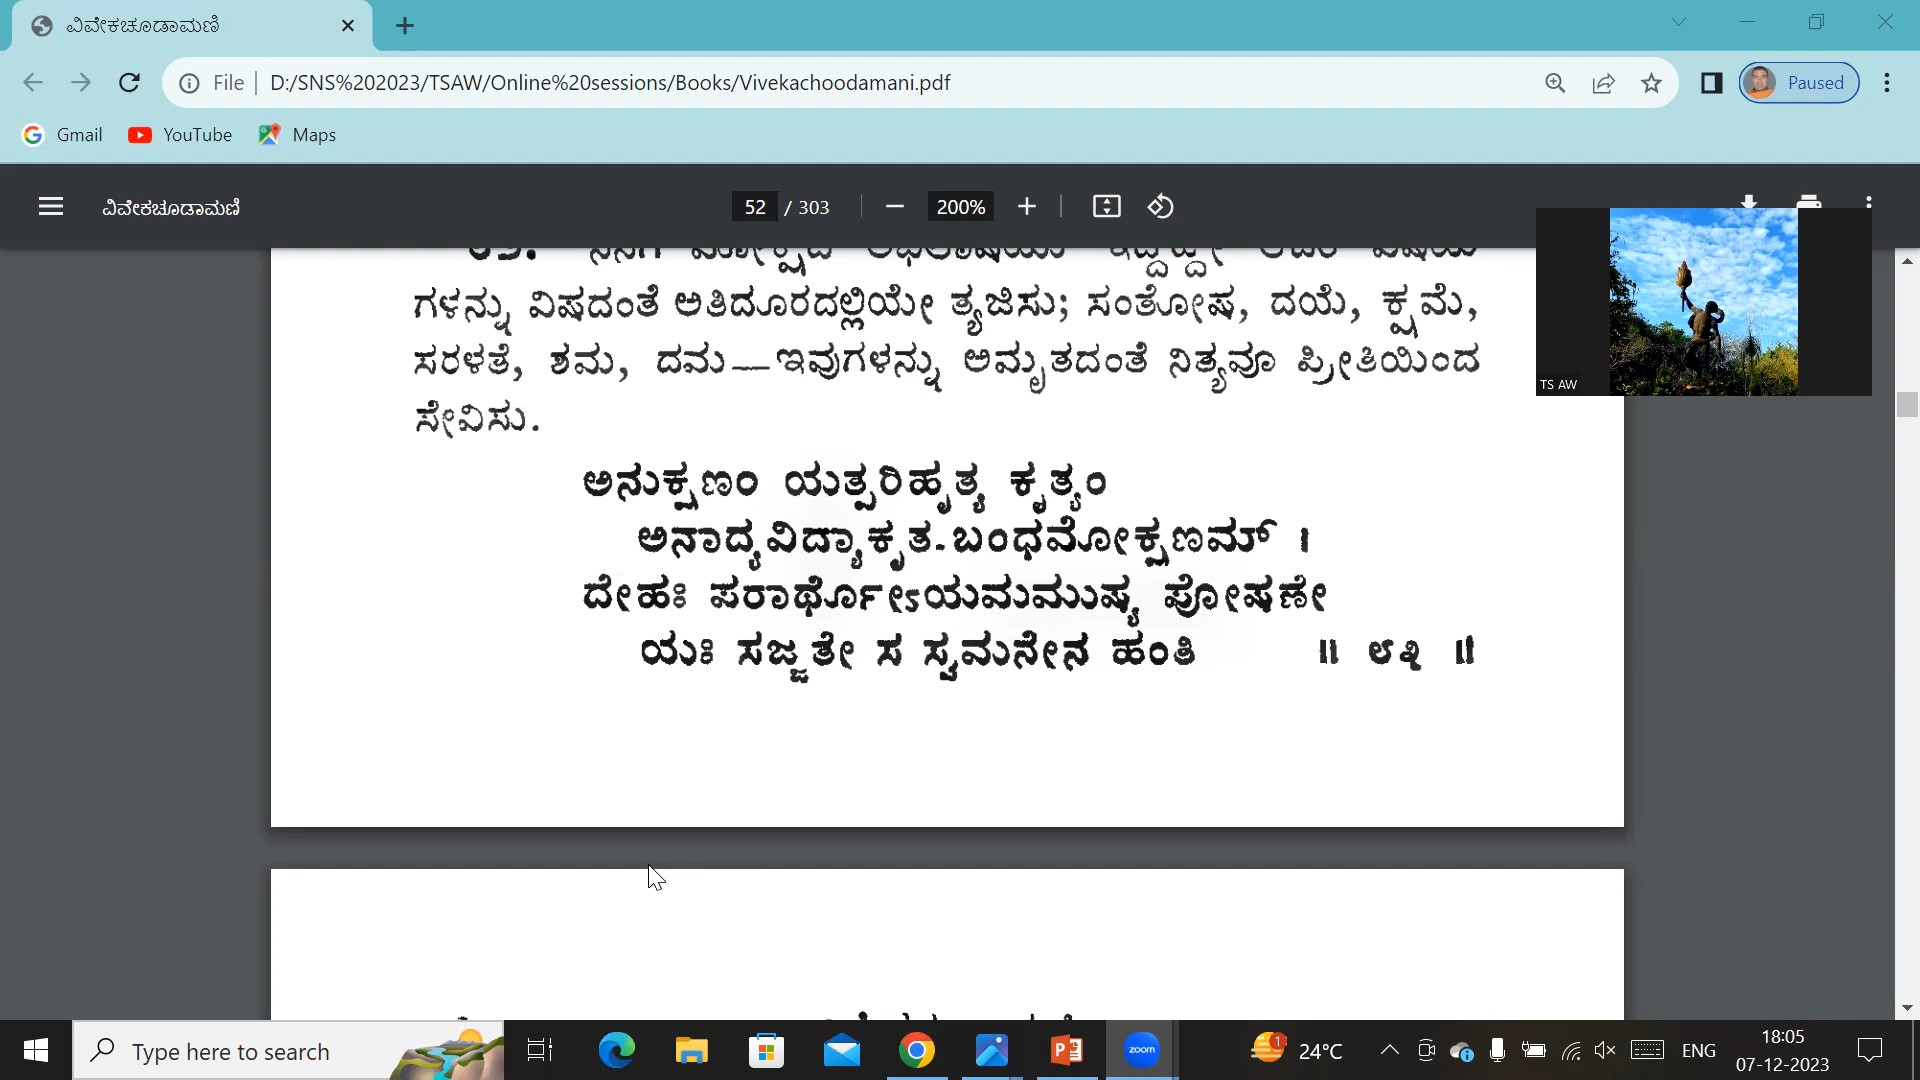 ವಿವೇಕಚೂಡಾಮಣಿ
File D:/SNS%202023/TSAW/Online%20sessions/Books/Vivekachoodamani.pdf Paused
Gmail YouTube Maps
ವಿವೇಕಚೂಡಾಮಣಿ 52 / 303 200%
ಗಳನ್ನು ವಿಷದಂತೆ ಅತಿದೂರದಲ್ಲಿಯೇ ತ್ಯಜಿಸು; ಸಂತೋಷ, ದಯೆ, ಕ್ಷಮೆ,
ಸರಳತೆ, ಶಮ, ದಮ—ಇವುಗಳನ್ನು ಅಮೃತದಂತೆ ನಿತ್ಯವೂ ಪ್ರೀತಿಯಿಂದ
ಸೇವಿಸು.
TS AW
ಅನುಕ್ಷಣಂ ಯತ್ಪರಿಹೃತ್ಯ ಕೃತ್ಯಂ
ಅನಾದ್ಯವಿದ್ಯಾಕೃತ-ಬಂಧಮೋಕ್ಷಣಮ್ ।
ದೇಹಃ ಪರಾರ್ಥೋಽಯಮಮುಷ್ಯ ಪೋಷಣೇ
ಯಃ ಸಜ್ಜತೇ ಸ ಸ್ವಮನೇನ ಹಂತಿ ॥ ೮೩ ॥
Type here to search
zoom
1
24°C
ENG
18:05
07-12-2023